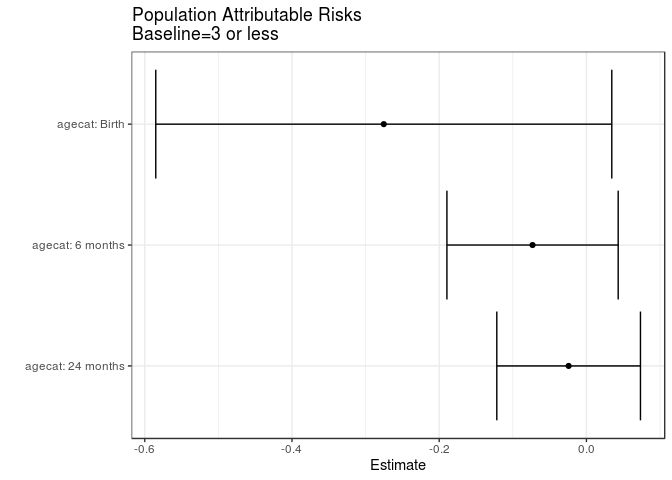 Population Attributable Risks
Baseline=3 or less
agecat: Birth
agecat: 6 months
agecat: 24 months
-0.6 -0.4 -0.2 0.0
Estimate